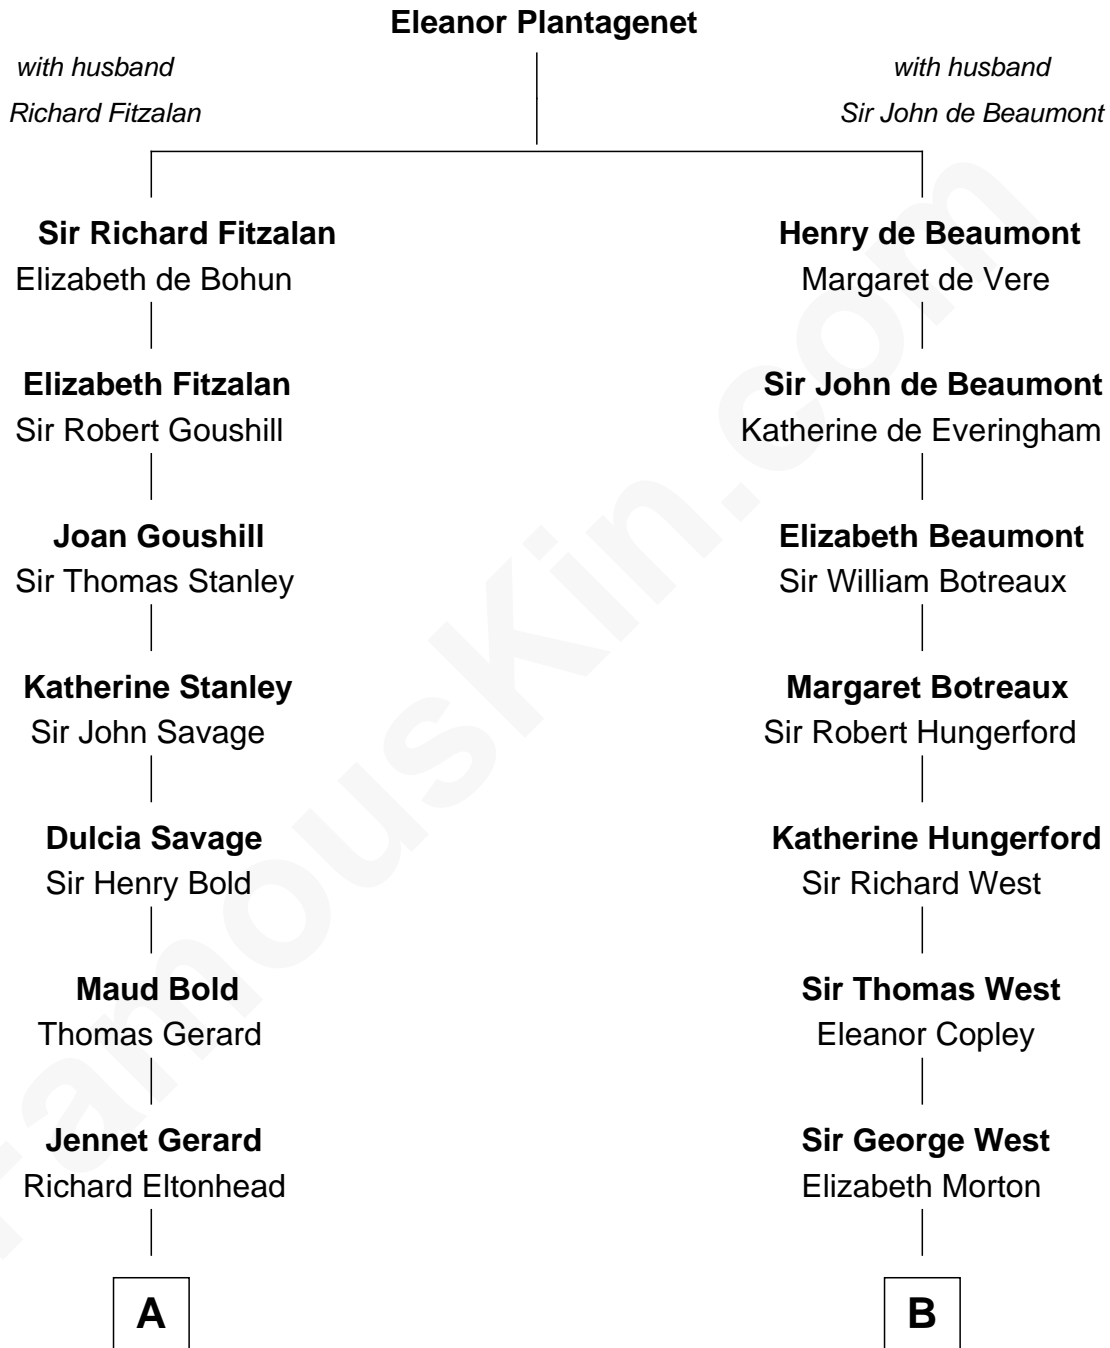 Eleanor Plantagenet
with husband
Richard Fitzalan
with husband
Sir John de Beaumont
Sir Richard Fitzalan
Elizabeth de Bohun
Henry de Beaumont
Margaret de Vere
Elizabeth Fitzalan
Sir Robert Goushill
Sir John de Beaumont
Katherine de Everingham
Joan Goushill
Sir Thomas Stanley
Elizabeth Beaumont
Sir William Botreaux
Katherine Stanley
Sir John Savage
Margaret Botreaux
Sir Robert Hungerford
Dulcia Savage
Sir Henry Bold
Katherine Hungerford
Sir Richard West
Maud Bold
Thomas Gerard
Sir Thomas West
Eleanor Copley
Jennet Gerard
Richard Eltonhead
Sir George West
Elizabeth Morton
A
B
FamousKin.com